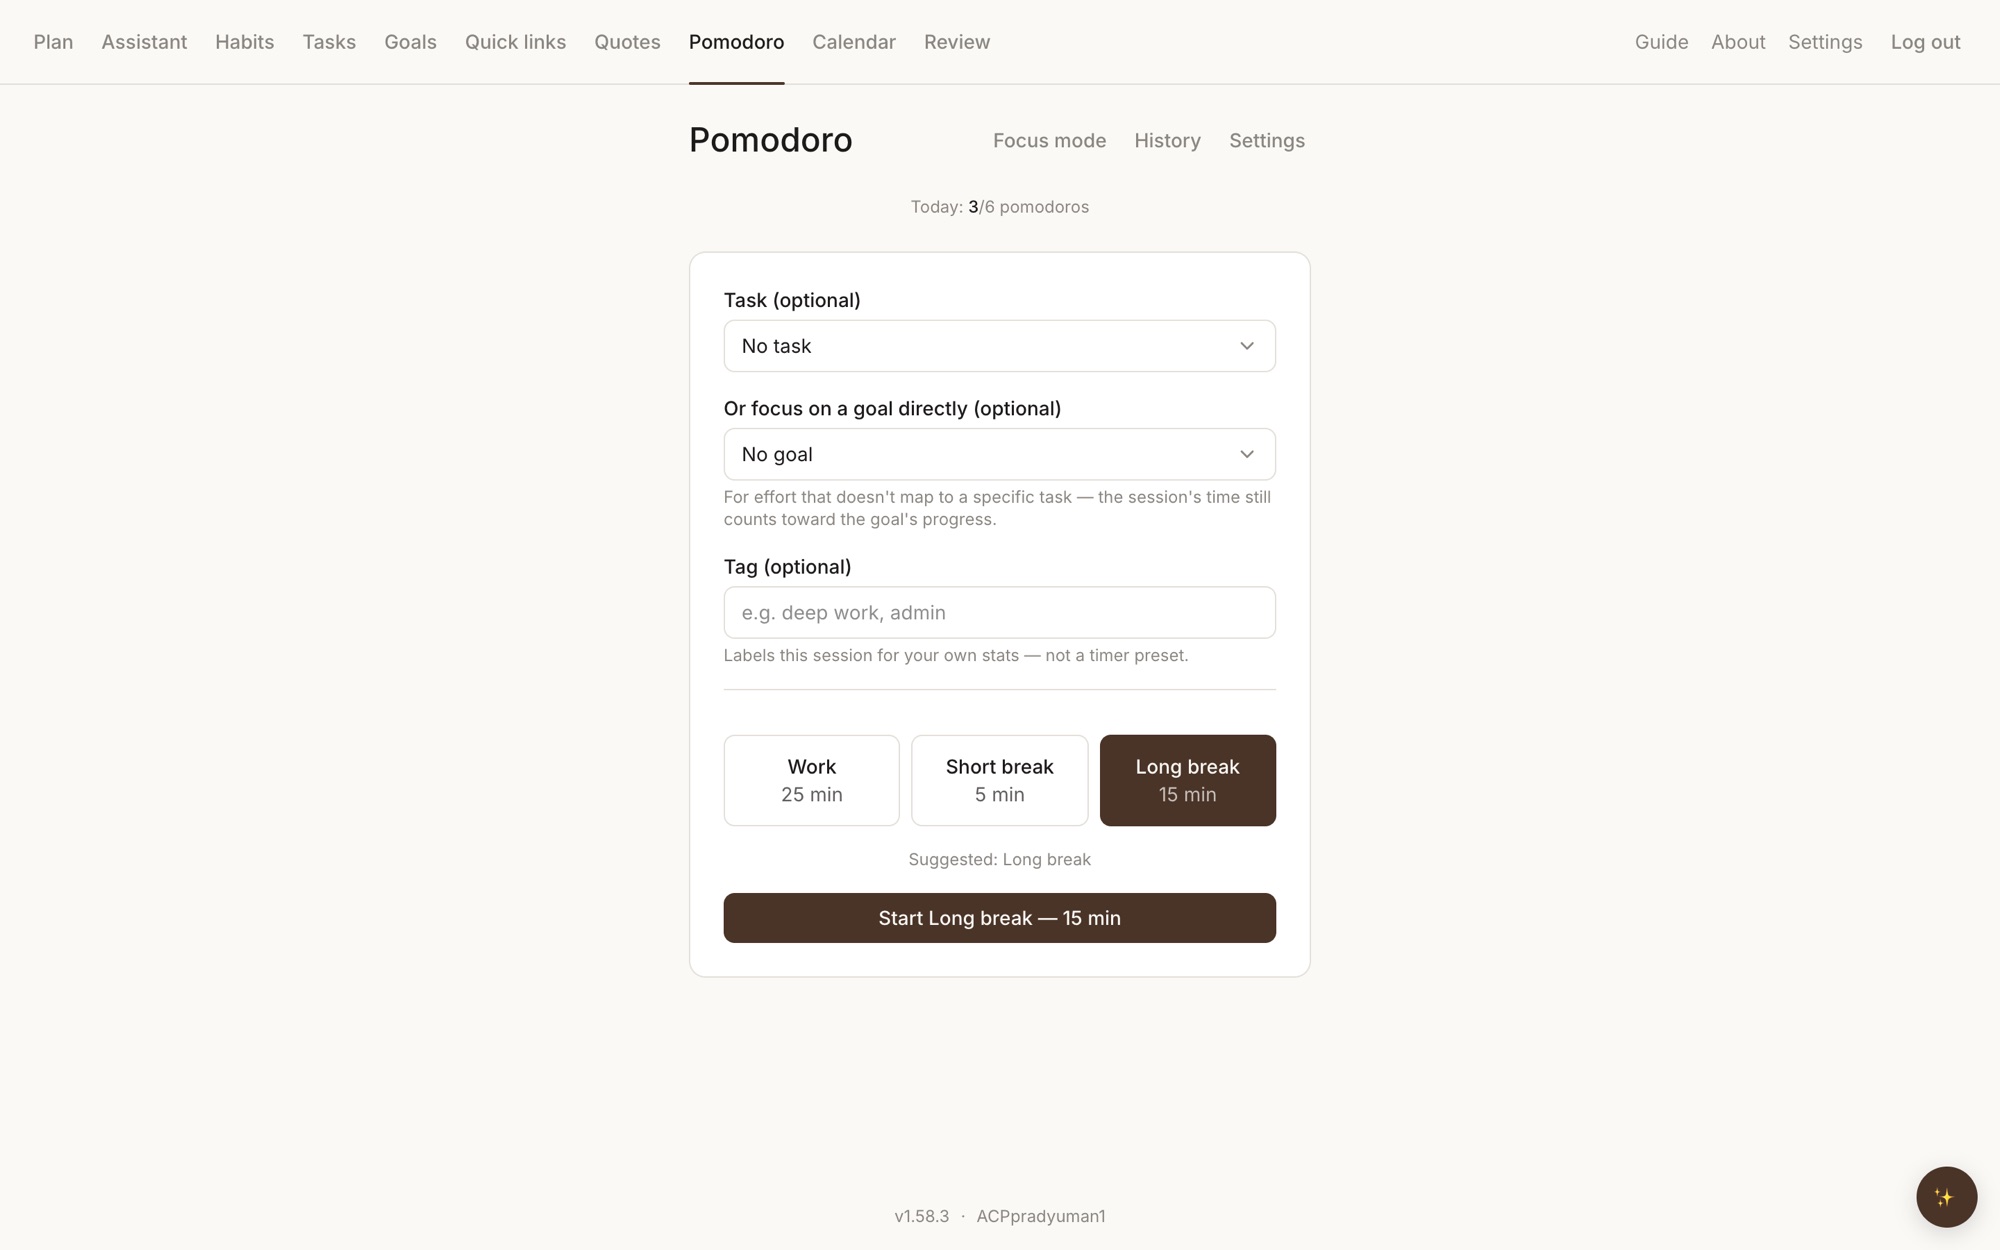 Plan Assistant Habits Tasks Goals Quick links Quotes Pomodoro Calendar Review Guide About Settings Log out
Pomodoro Focus mode History Settings
Today: 3/6 pomodoros
Task (optional)
No task
Or focus on a goal directly (optional)
No goal
For effort that doesn't map to a specific task — the session's time still
counts toward the goal's progress.
Tag (optional)
e.g. deep work, admin
Labels this session for your own stats — not a timer preset.
Work Short break Long break
25 min 5 min 15 min
Suggested: Long break
Start Long break — 15 min
v1.58.3 · ACPpradyuman1